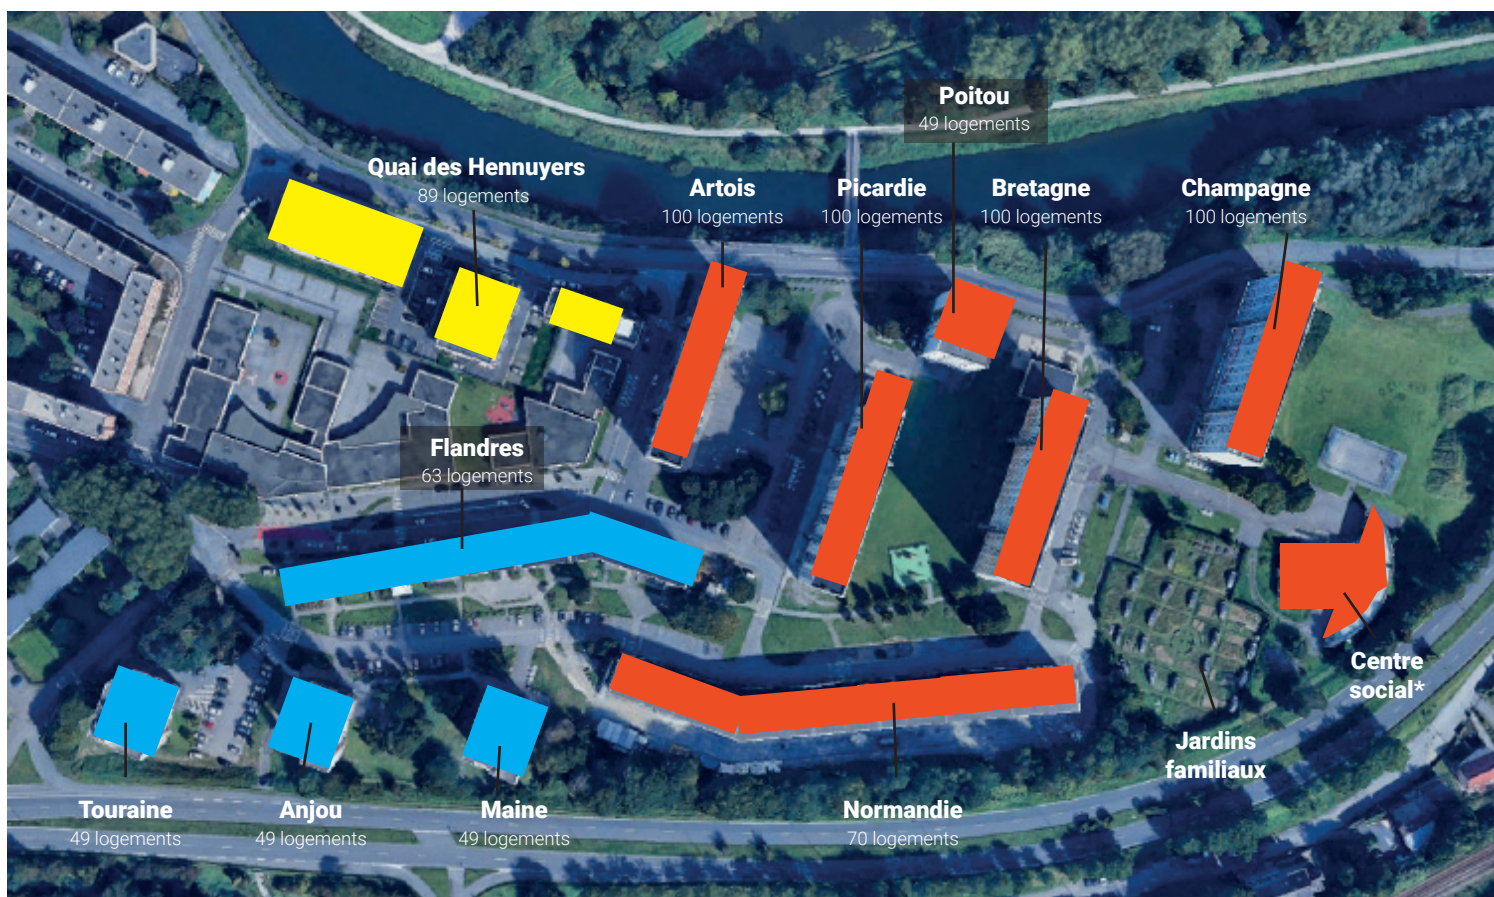 Poitou
49 logements
Quai des Hennuyers
89 logements
Artois
100 logements
Picardie
100 logements
Bretagne
100 logements
Champagne
100 logements
Flandres
63 logements
Centre
social*
Jardins
familiaux
Touraine
49 logements
Anjou
49 logements
Maine
49 logements
Normandie
70 logements